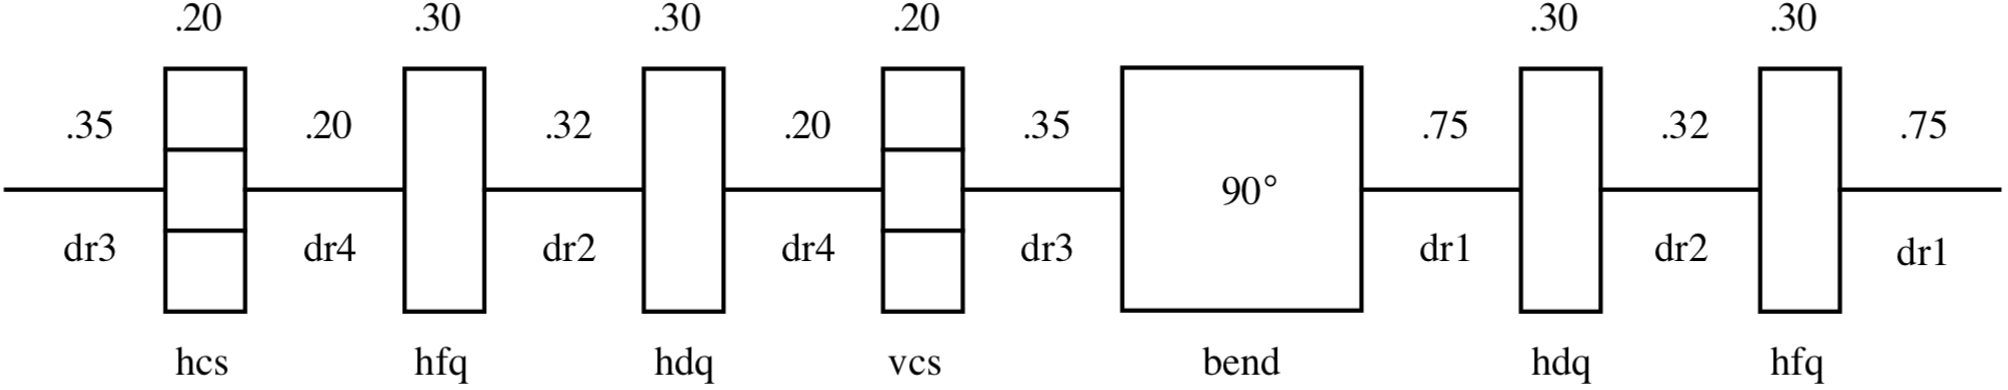 .20 .30 .30 .20 .30 .30
.35 .20 .32 .20 .35 .75 .32 .75
90°
dr3 dr4 dr2 dr4 dr3 dr1 dr2 dr1
hcs hfq hdq vcs bend hdq hfq